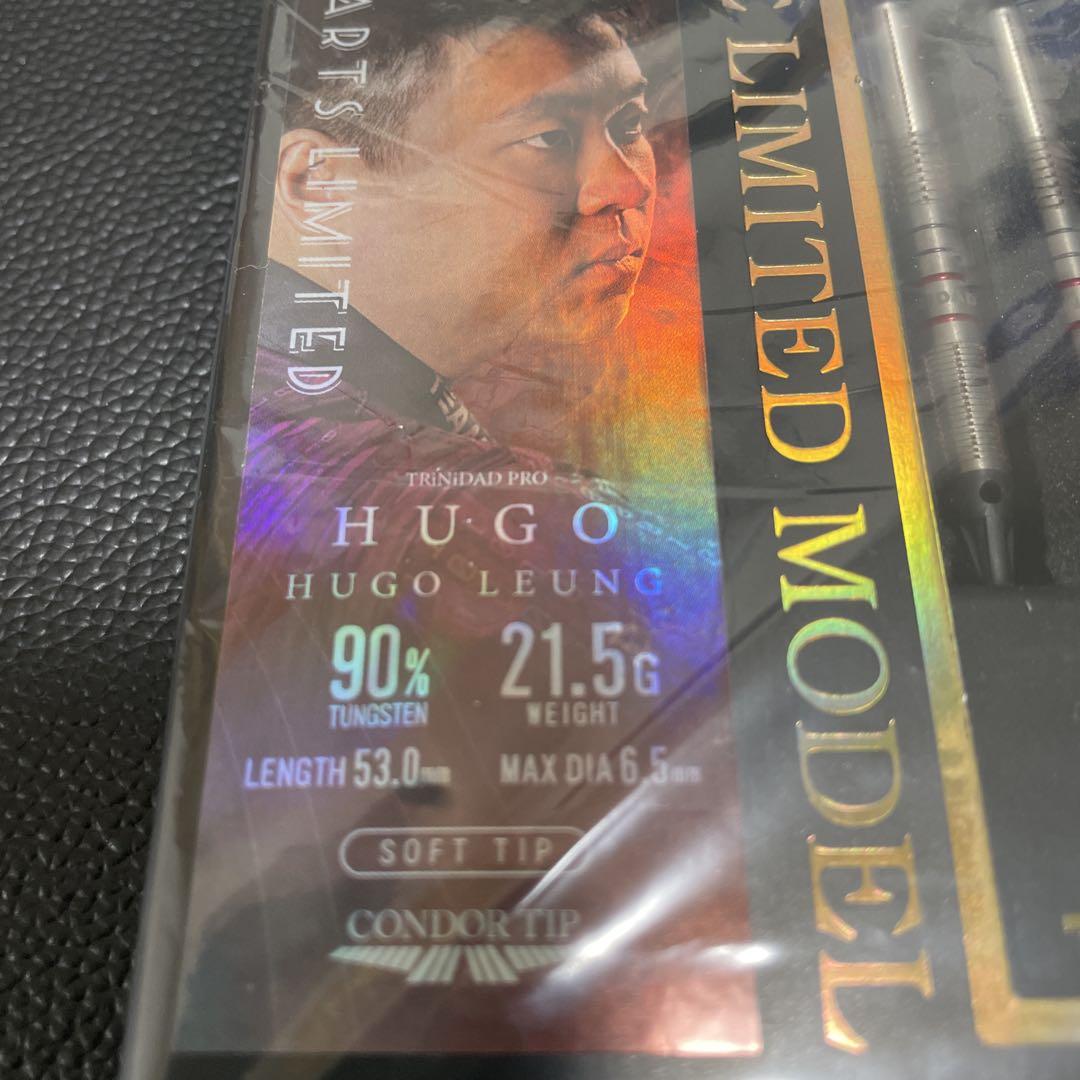 ARTS LIMITED
TRiNiDAD PRO
HUGO
HUGO LEUNG
90% 21.5G
TUNGSTEN WEIGHT
LENGTH 53.0mm MAX DIA 6.5mm
SOFT TIP
CONDOR TIP
LIMITED MODEL